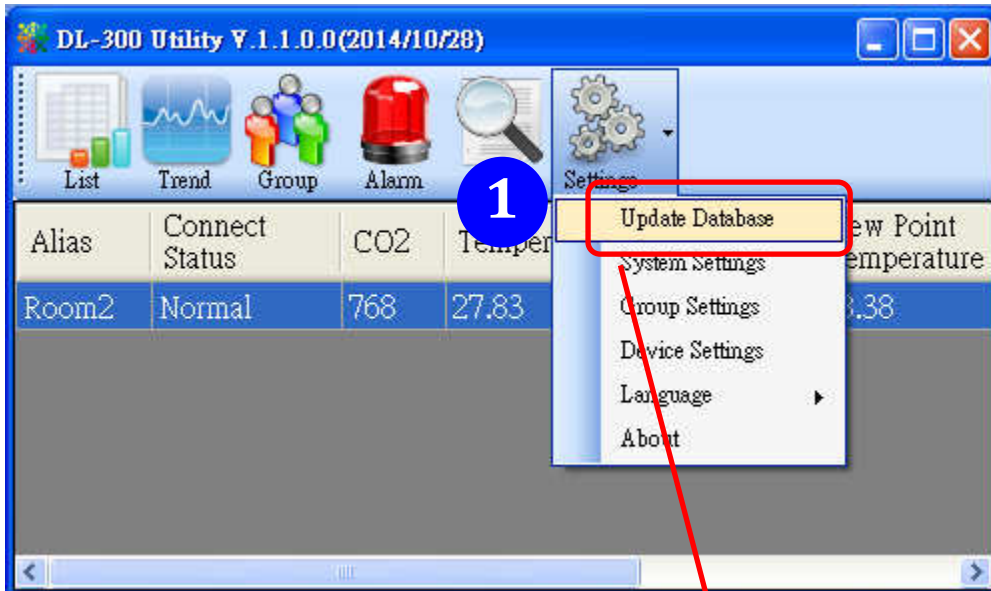 DL-300 Utility V.1.1.0.0(2014/10/28)
List Trend Group Alarm Settings
1
Update Database
System Settings
Group Settings
Device Settings
Language
About
Alias Connect Status CO2 Temper ew Point emperature
Room2 Normal 768 27.83 3.38